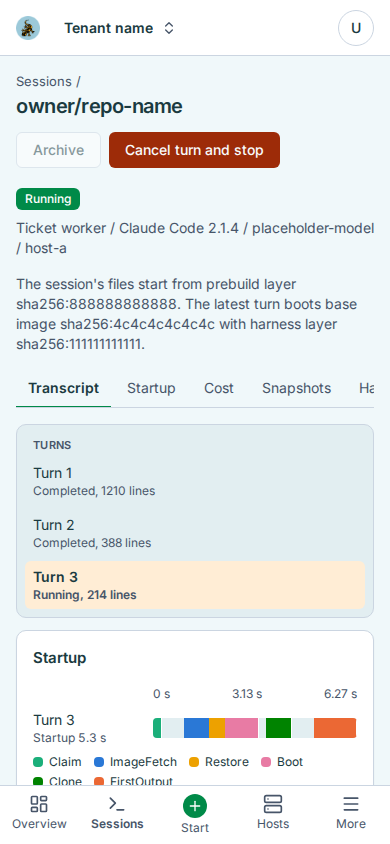 Tenant name
U
Sessions /
owner/repo-name
Archive
Cancel turn and stop
Running
Ticket worker / Claude Code 2.1.4 / placeholder-model
/ host-a
The session's files start from prebuild layer
sha256:888888888888. The latest turn boots base
image sha256:4c4c4c4c4c4c with harness layer
sha256:111111111111.
Transcript Startup Cost Snapshots Ha
TURNS
Turn 1
Completed, 1210 lines
Turn 2
Completed, 388 lines
Turn 3
Running, 214 lines
Startup
0 s 3.13 s 6.27 s
Turn 3
Startup 5.3 s
Claim ImageFetch Restore Boot
Clone FirstOutput
Overview Sessions Start Hosts More